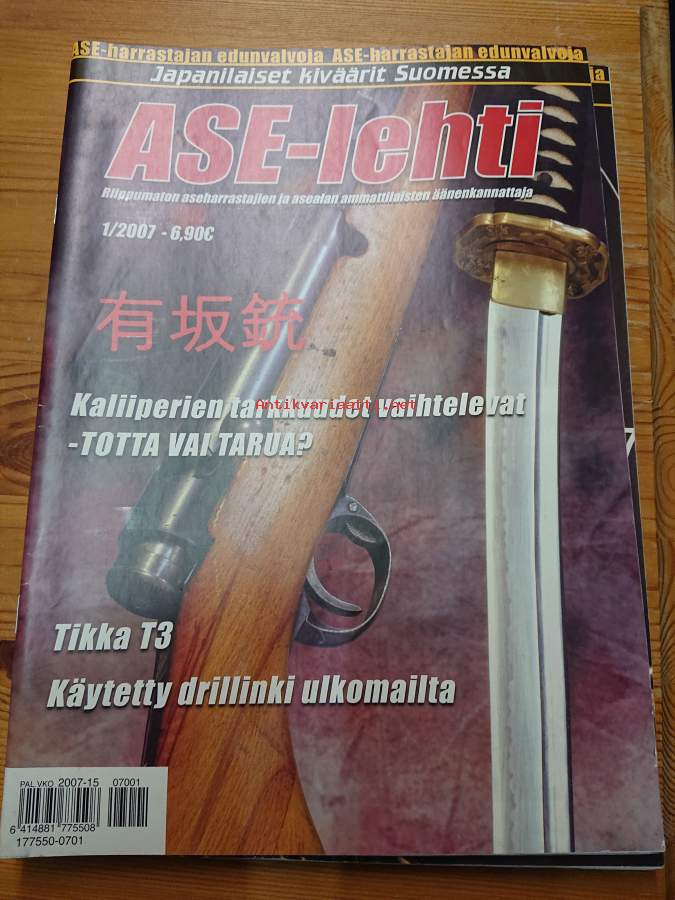 ASE-harrastajan edunvalvoja ASE-harrastajan edunvalvoja
Japanilaiset kiväärit Suomessa
ASE-lehti
Riippumaton aseharrastajien ja asealan ammattilaisten äänenkannattaja
1/2007 - 6,90€
有坂銃
Kaliiperien vaihtelevat
Antikvariaatti.net
-TOTTA VAI TARUA?
Tikka T3
Käytetty drillinki ulkomailta
PAL.VKO 2007-15 07001
6 414881 775508
177550-0701